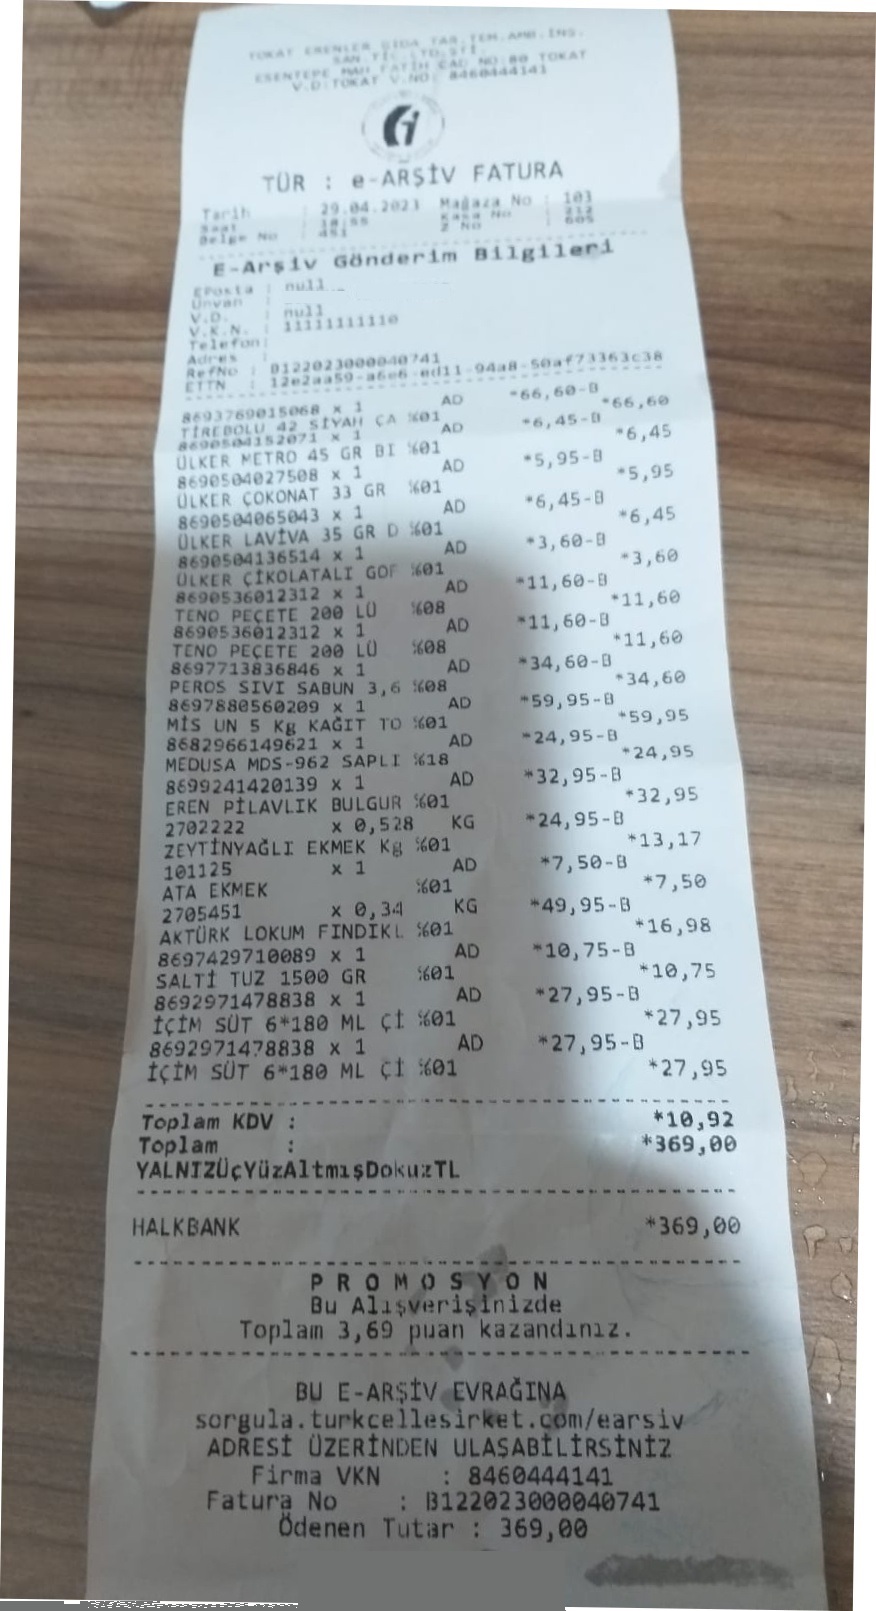 TOKAT ERENLER GIDA TAR.TEM.AMB.İNŞ.
SAN.TİC.LTD.ŞTİ.
ESENTEPE MAH FATİH CAD NO:80 TOKAT
V.D:TOKAT V.NO: 8460444141
TÜR : e-ARŞİV FATURA
Tarih : 29.04.2023 Mağaza No : 103
Saat : 18:55 Kasa No : 212
Belge No : 451 Z No : 605
E-Arşiv Gönderim Bilgileri
EPosta : null
Ünvan :
V.D. : null
V.K.N. : 11111111110
Telefon:
Adres :
RefNo : B122023000040741
ETTN : 12e2aa59-a6e6-ed11-94a8-50af73363c38
8693769015068 x 1 AD *66,60-B
TİREBOLU 42 SİYAH ÇA %01 *66,60
8690504152071 x 1 AD *6,45-B
ÜLKER METRO 45 GR BI %01 *6,45
8690504027508 x 1 AD *5,95-B
ÜLKER ÇOKONAT 33 GR %01 *5,95
8690504065043 x 1 AD *6,45-B
ÜLKER LAVİVA 35 GR D %01 *6,45
8690504136514 x 1 AD *3,60-B
ÜLKER ÇİKOLATALI GOF %01 *3,60
8690536012312 x 1 AD *11,60-B
TENO PEÇETE 200 LÜ %08 *11,60
8690536012312 x 1 AD *11,60-B
TENO PEÇETE 200 LÜ %08 *11,60
8697713836846 x 1 AD *34,60-B
PEROS SIVI SABUN 3,6 %08 *34,60
8697880560209 x 1 AD *59,95-B
MİS UN 5 Kg KAĞIT TO %01 *59,95
8682966149621 x 1 AD *24,95-B
MEDUSA MDS-962 SAPLI %18 *24,95
8699241420139 x 1 AD *32,95-B
EREN PİLAVLIK BULGUR %01 *32,95
2702222 x 0,528 KG *24,95-B
ZEYTİNYAĞLI EKMEK Kg %01 *13,17
101125 x 1 AD *7,50-B
ATA EKMEK %01 *7,50
2705451 x 0,34 KG *49,95-B
AKTÜRK LOKUM FINDIKL %01 *16,98
8697429710089 x 1 AD *10,75-B
SALTİ TUZ 1500 GR %01 *10,75
8692971478838 x 1 AD *27,95-B
İÇİM SÜT 6*180 ML Çİ %01 *27,95
8692971478838 x 1 AD *27,95-B
İÇİM SÜT 6*180 ML Çİ %01 *27,95
Toplam KDV : *10,92
Toplam : *369,00
YALNIZÜçYüzAltmışDokuzTL
HALKBANK *369,00
PROMOSYON
Bu Alışverişinizde
Toplam 3,69 puan kazandınız.
BU E-ARŞİV EVRAĞINA
sorgula.turkcellesirket.com/earsiv
ADRESİ ÜZERİNDEN ULAŞABİLİRSİNİZ
Firma VKN : 8460444141
Fatura No : B122023000040741
Ödenen Tutar : 369,00